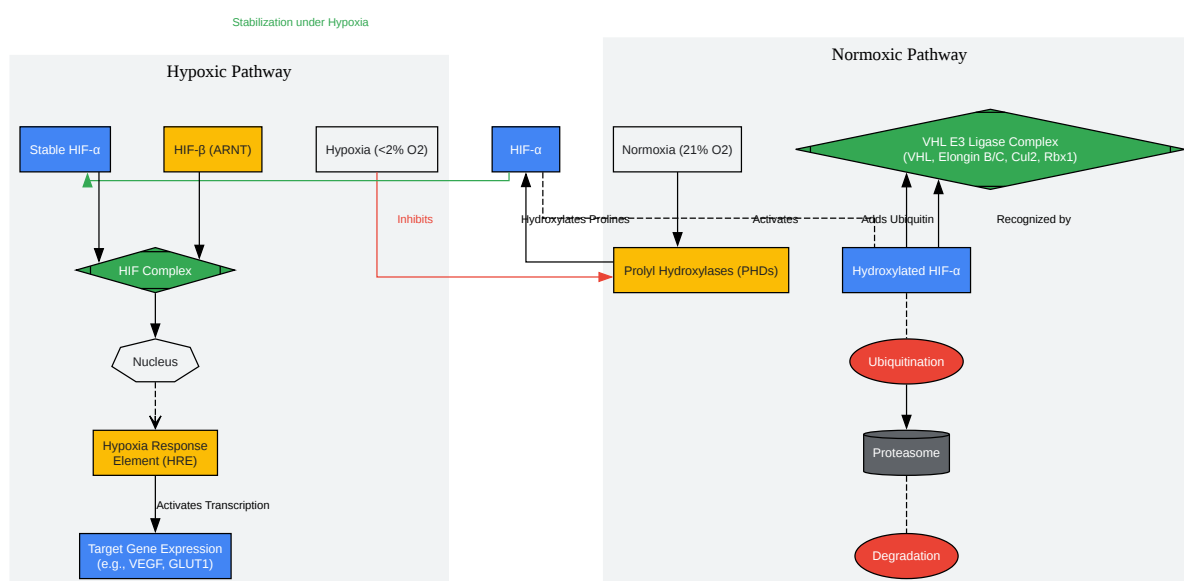 Stabilization under Hypoxia
Normoxic Pathway
Hypoxic Pathway
Stable HIF-α
HIF-β (ARNT)
Hypoxia (<2% O2)
HIF-α
Normoxia (21% O2)
VHL E3 Ligase Complex
(VHL, Elongin B/C, Cul2, Rbx1)
Inhibits
Hydroxylates Prolines
Activates
Adds Ubiquitin
Recognized by
HIF Complex
Prolyl Hydroxylases (PHDs)
Hydroxylated HIF-α
Nucleus
Ubiquitination
Hypoxia Response
Element (HRE)
Proteasome
Activates Transcription
Target Gene Expression
(e.g., VEGF, GLUT1)
Degradation